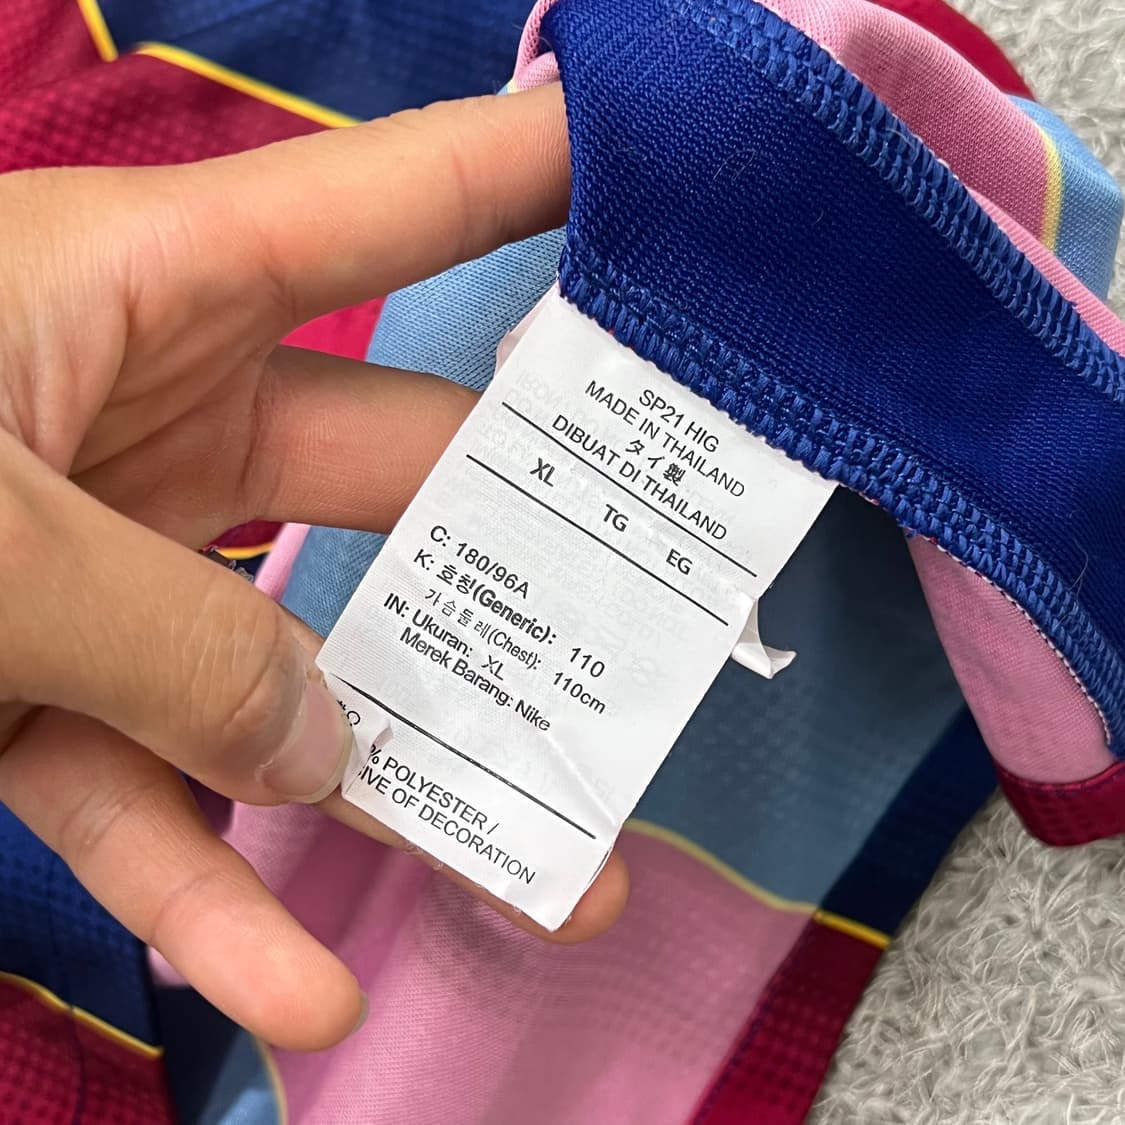 SP21 HIG
MADE IN THAILAND
タイ製
DIBUAT DI THAILAND
XL TG EG
C: 180/96A
K: 호칭(Generic): 110
가슴둘레(Chest): 110cm
IN: Ukuran: XL
Merek Barang: Nike
% POLYESTER /
IVE OF DECORATION